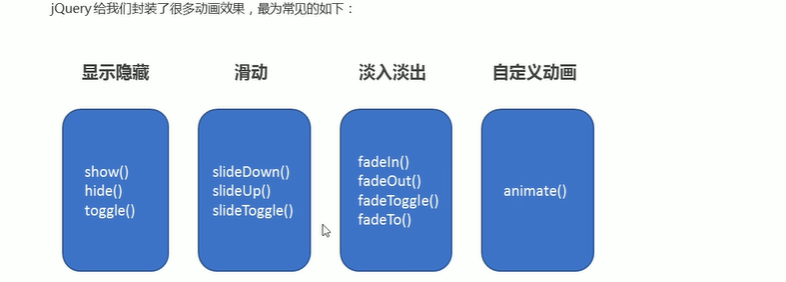 jQuery 给我们封装了很多动画效果，最为常见的如下：
显示隐藏
滑动
淡入淡出
自定义动画
show()
hide()
toggle()
slideDown()
slideUp()
slideToggle()
fadeIn()
fadeOut()
fadeToggle()
fadeTo()
animate()